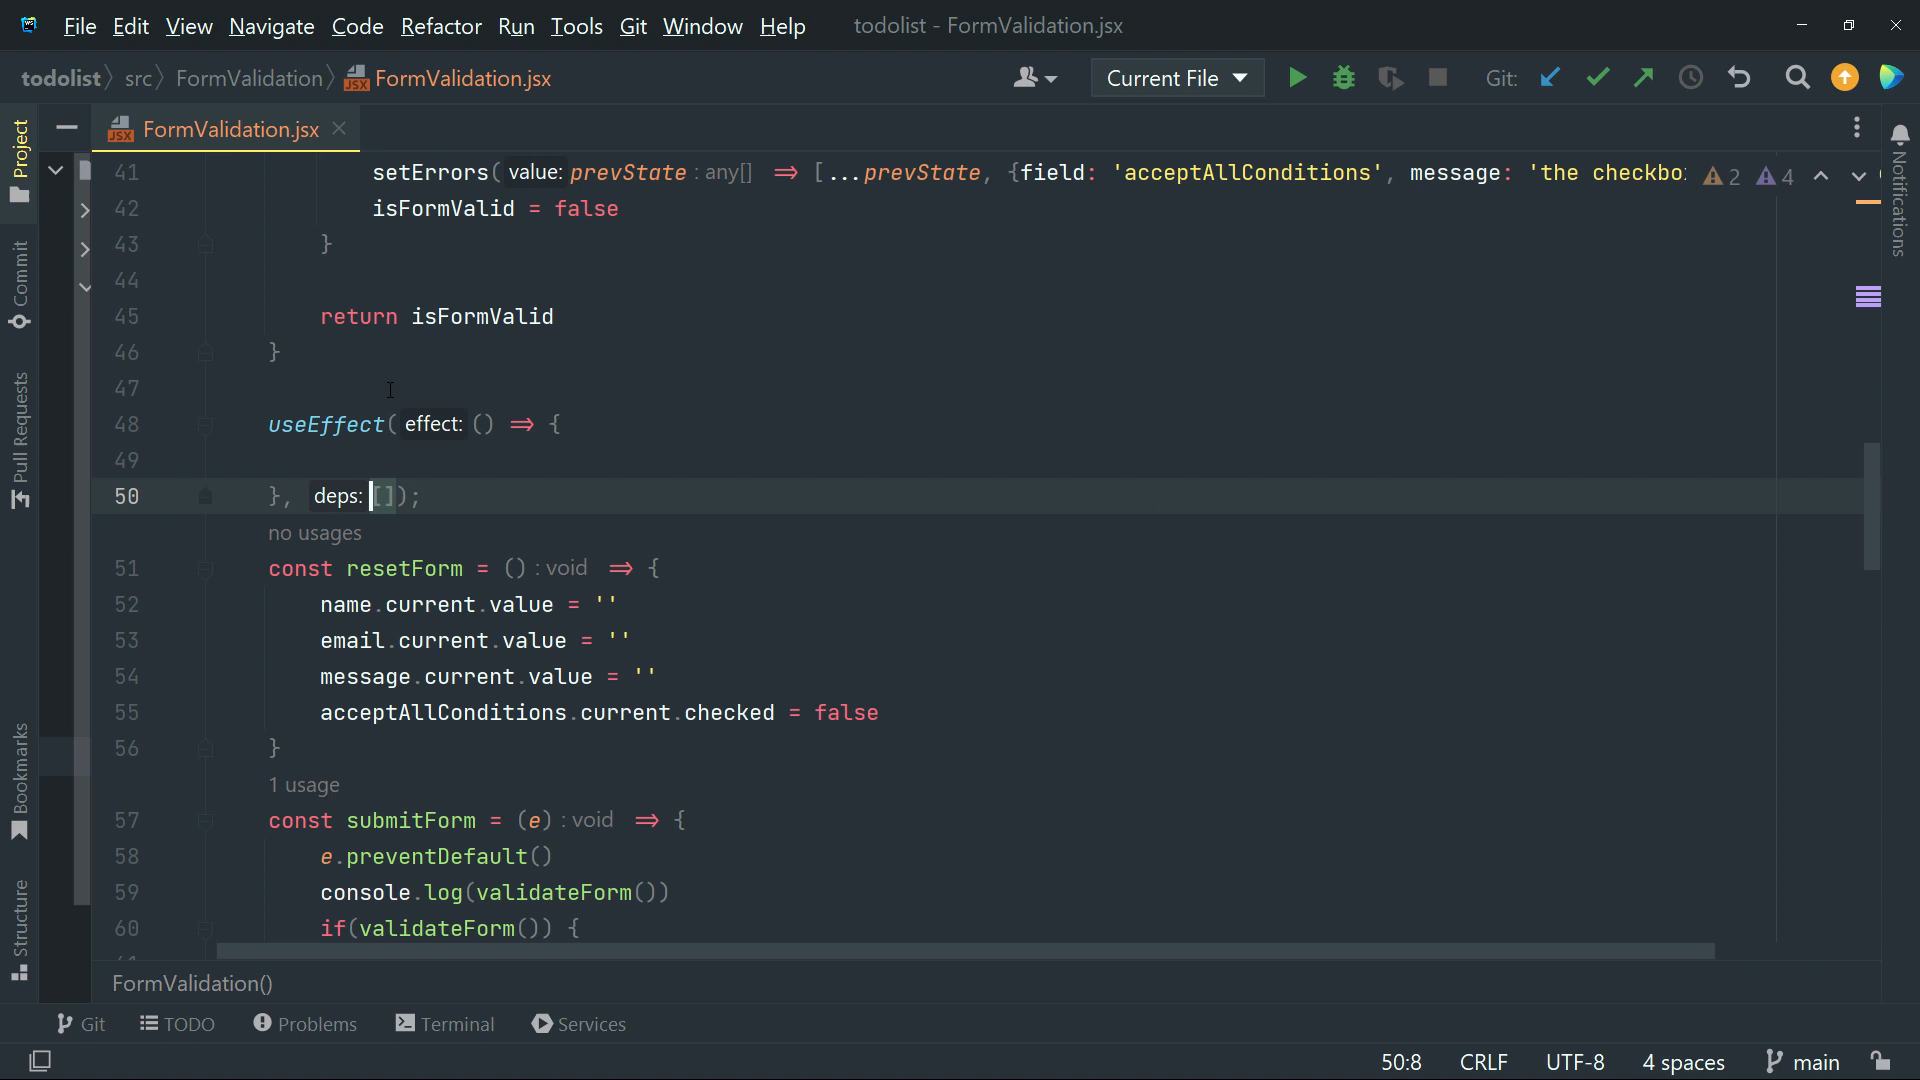 File Edit View Navigate Code Refactor Run Tools Git Window Help todolist - FormValidation.jsx
todolist src FormValidation FormValidation.jsx Current File Git:
FormValidation.jsx
Project
Commit
Pull Requests
Bookmarks
Structure
Notifications
41 setErrors( value: prevState : any[] => [...prevState, {field: 'acceptAllConditions', message: 'the checkbo 2 4
42 isFormValid = false
43 }
44
45 return isFormValid
46 }
47
48 useEffect( effect: () => {
49
50 }, deps: []);
no usages
51 const resetForm = () : void => {
52 name.current.value = ''
53 email.current.value = ''
54 message.current.value = ''
55 acceptAllConditions.current.checked = false
56 }
1 usage
57 const submitForm = (e) : void => {
58 e.preventDefault()
59 console.log(validateForm())
60 if(validateForm()) {
FormValidation()
Git TODO Problems Terminal Services
50:8 CRLF UTF-8 4 spaces main